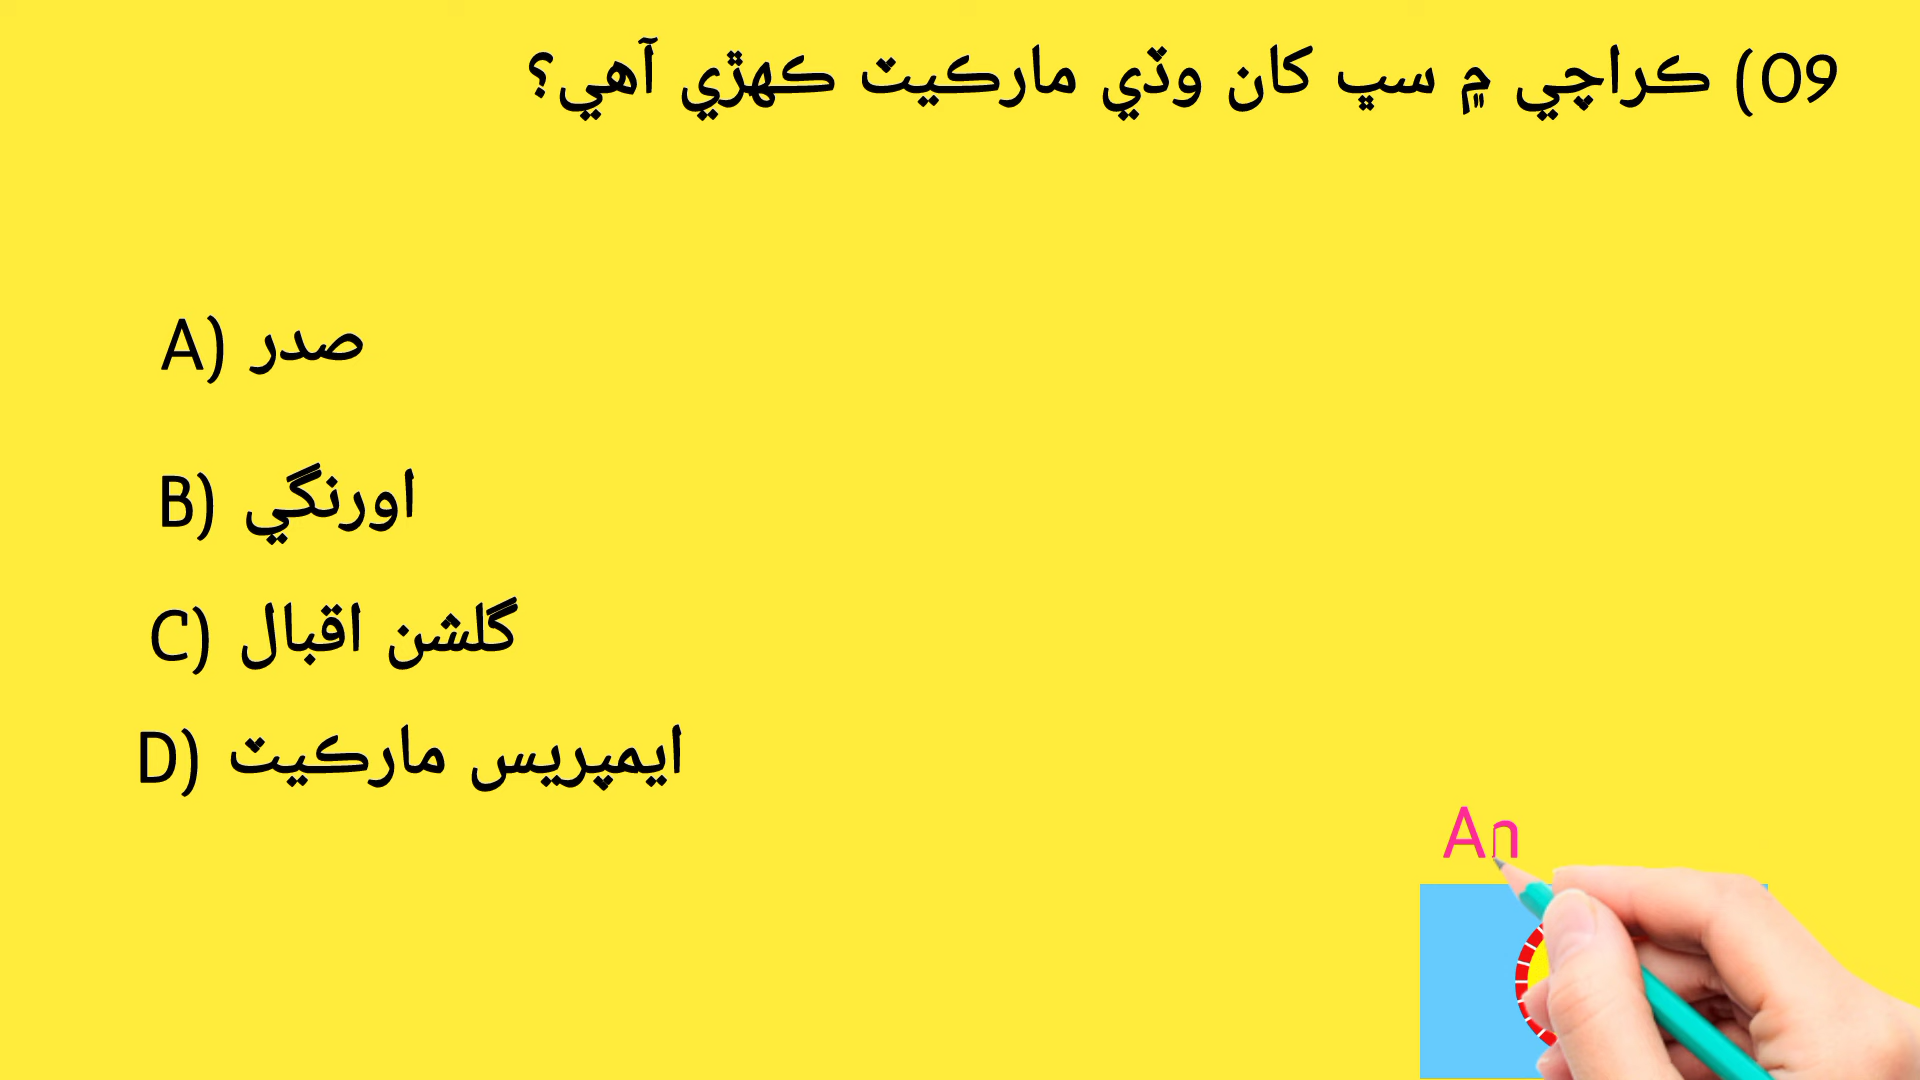 09) ڪراچي ۾ سڀ کان وڏي مارڪيٽ ڪهڙي آهي؟
A) صدر
B) اورنگي
C) گلشن اقبال
D) ايمپريس مارڪيٽ
An